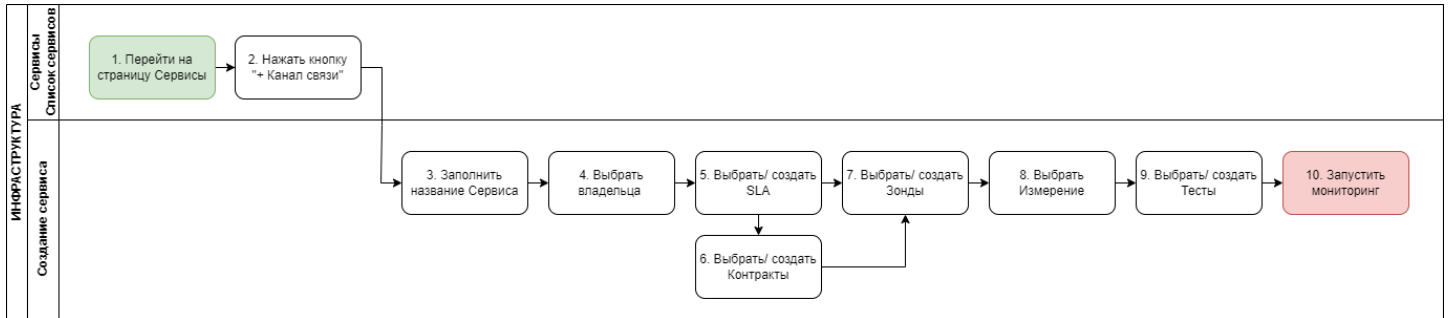 ИНФРАСТРУКТУРА
Сервисы
Список сервисов
1. Перейти на
страницу Сервисы
2. Нажать кнопку
"+ Канал связи"
Создание сервиса
3. Заполнить
название Сервиса
4. Выбрать
владельца
5. Выбрать/ создать
SLA
6. Выбрать/ создать
Контракты
7. Выбрать/ создать
Зонды
8. Выбрать
Измерение
9. Выбрать/ создать
Тесты
10. Запустить
мониторинг